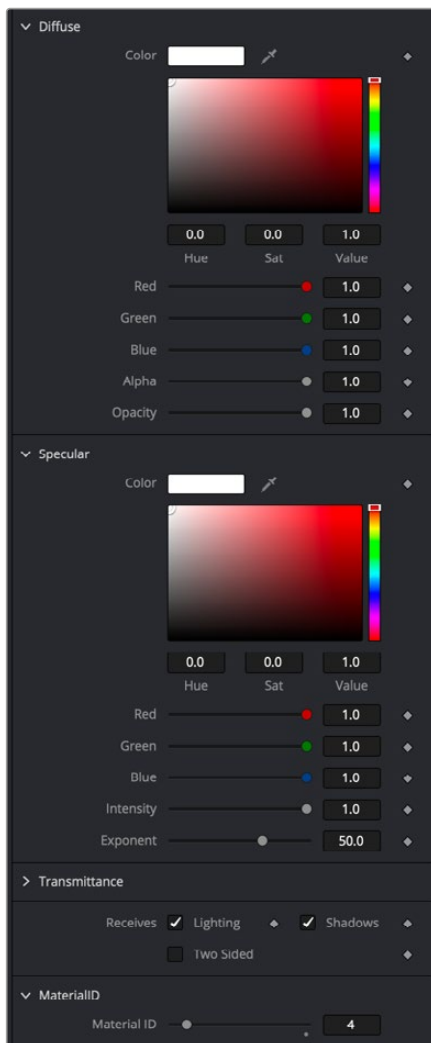 Diffuse
Color
0.0 0.0 1.0
Hue Sat Value
Red 1.0
Green 1.0
Blue 1.0
Alpha 1.0
Opacity 1.0
Specular
Color
0.0 0.0 1.0
Hue Sat Value
Red 1.0
Green 1.0
Blue 1.0
Intensity 1.0
Exponent 50.0
Transmittance
Receives Lighting Shadows
Two Sided
MaterialID
Material ID 4